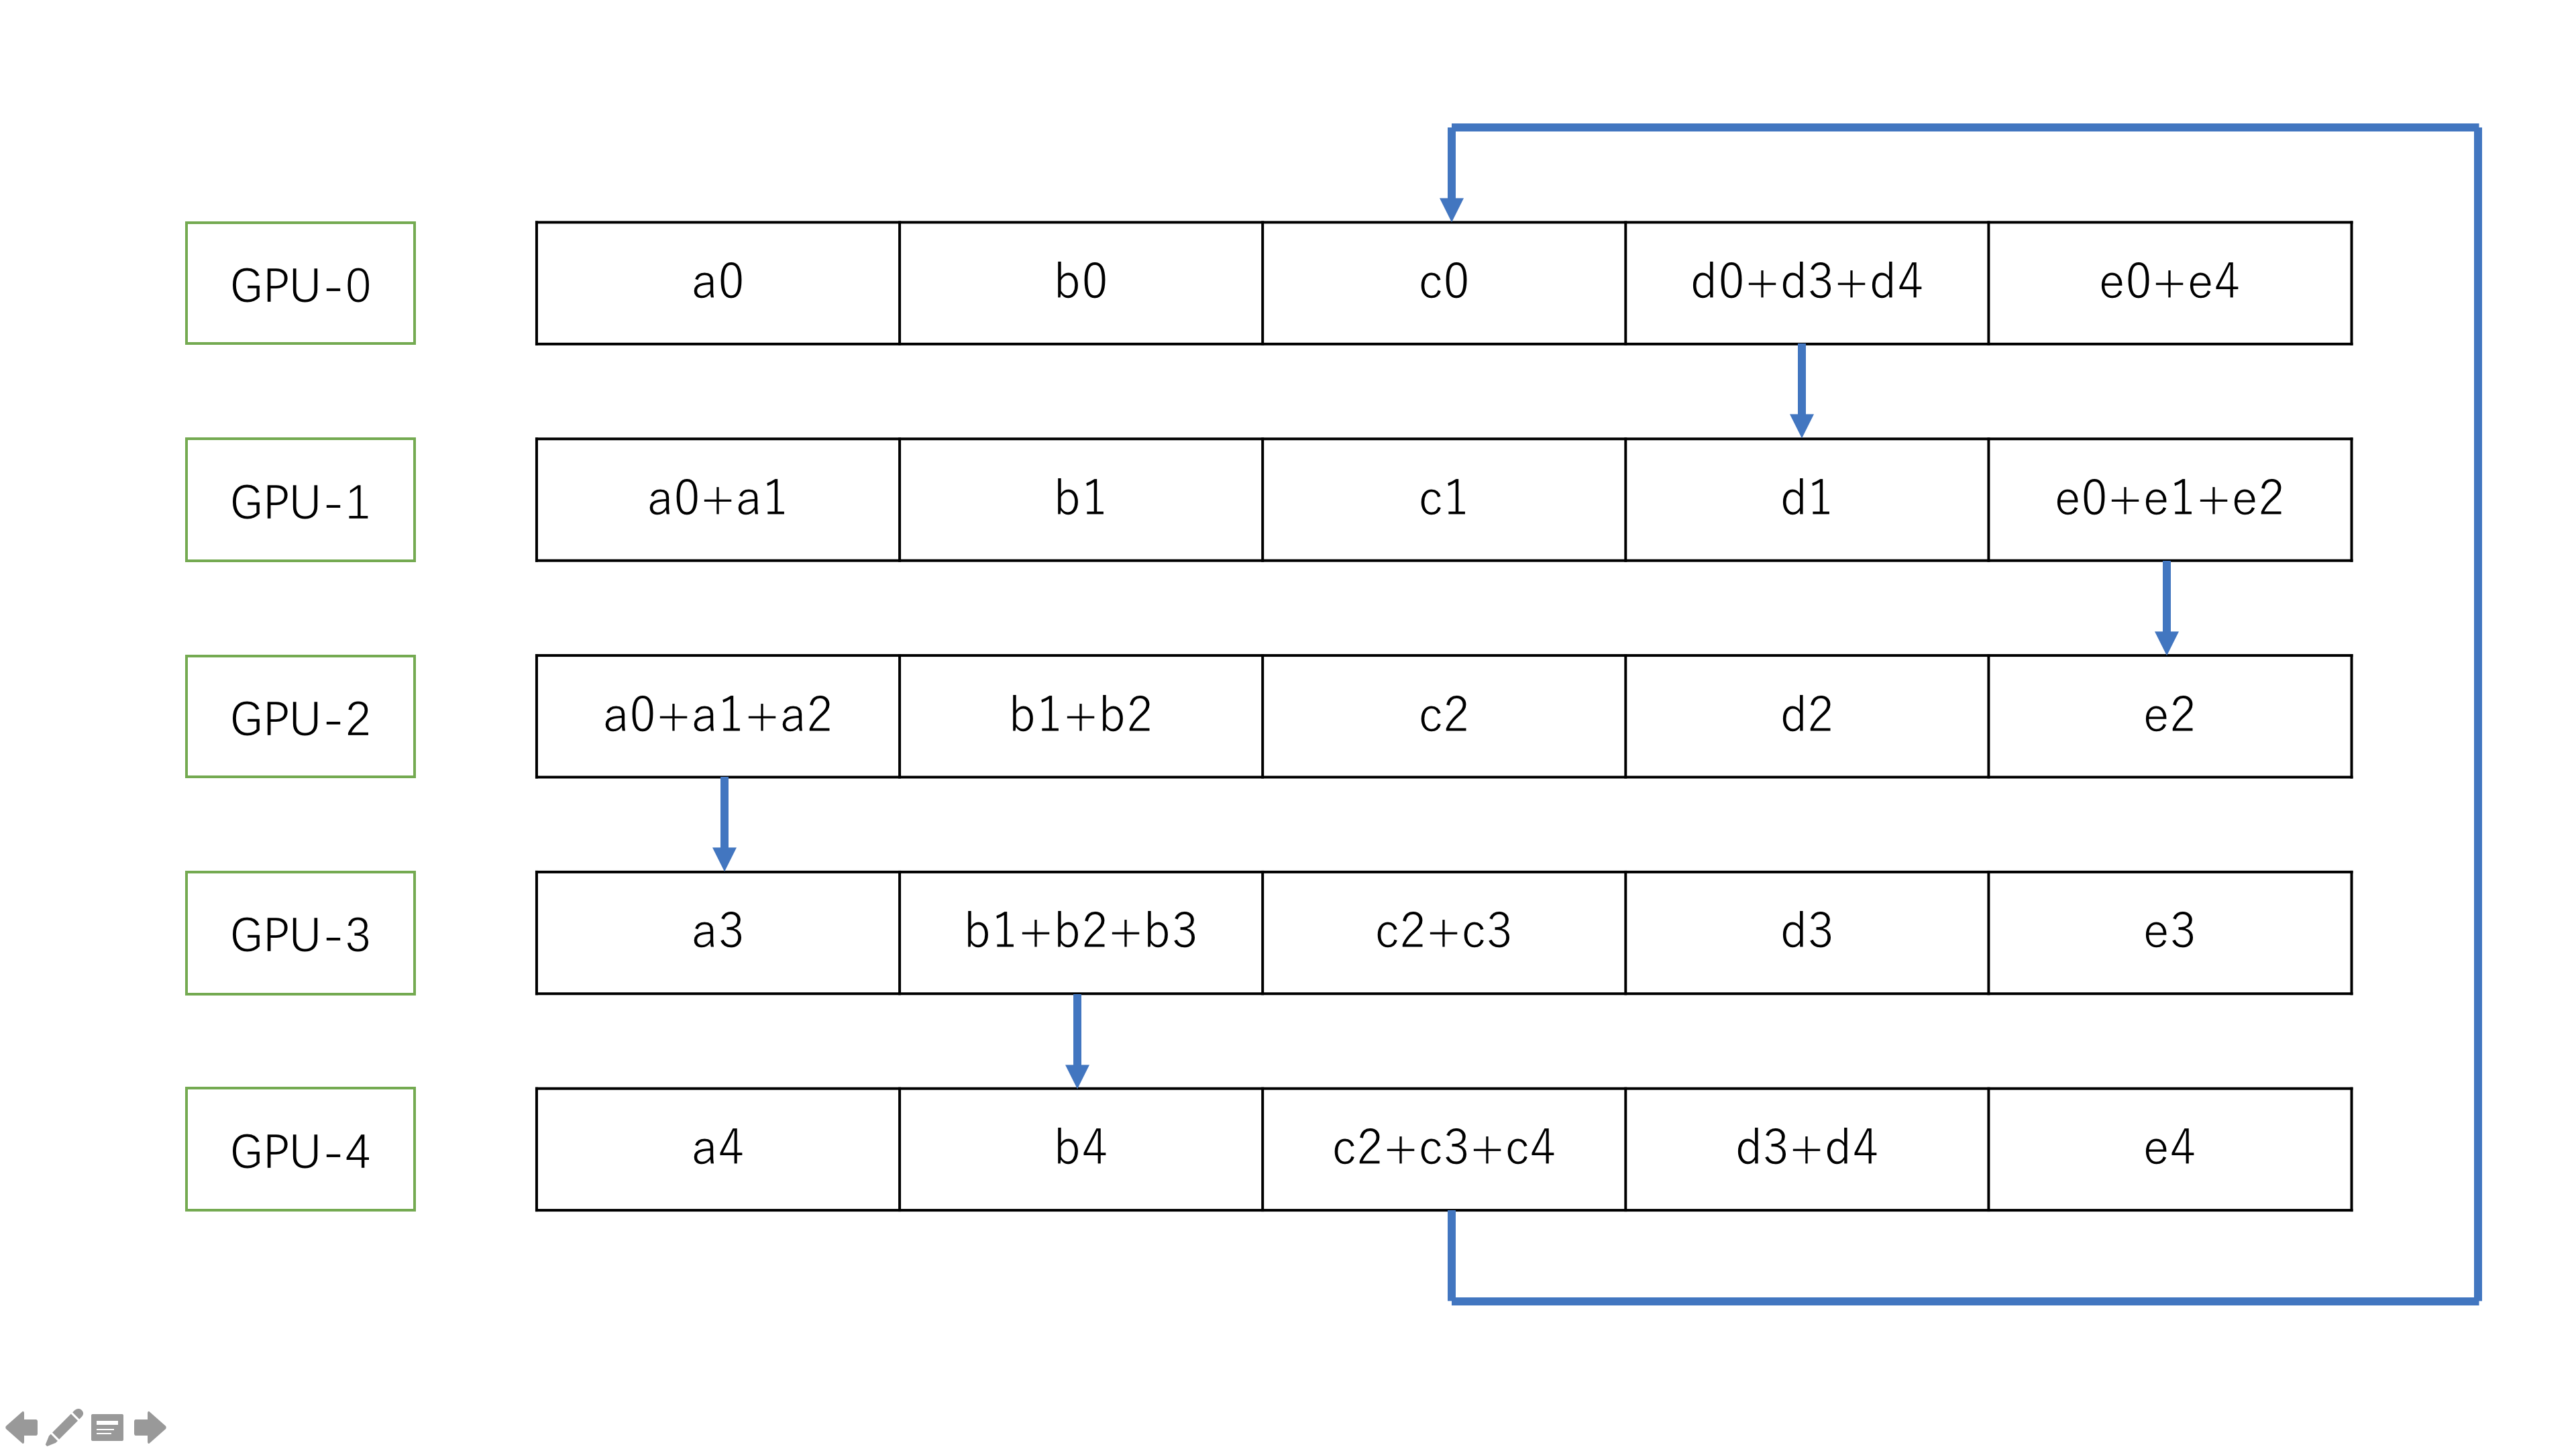 GPU-0 a0 b0 c0 d0+d3+d4 e0+e4
GPU-1 a0+a1 b1 c1 d1 e0+e1+e2
GPU-2 a0+a1+a2 b1+b2 c2 d2 e2
GPU-3 a3 b1+b2+b3 c2+c3 d3 e3
GPU-4 a4 b4 c2+c3+c4 d3+d4 e4